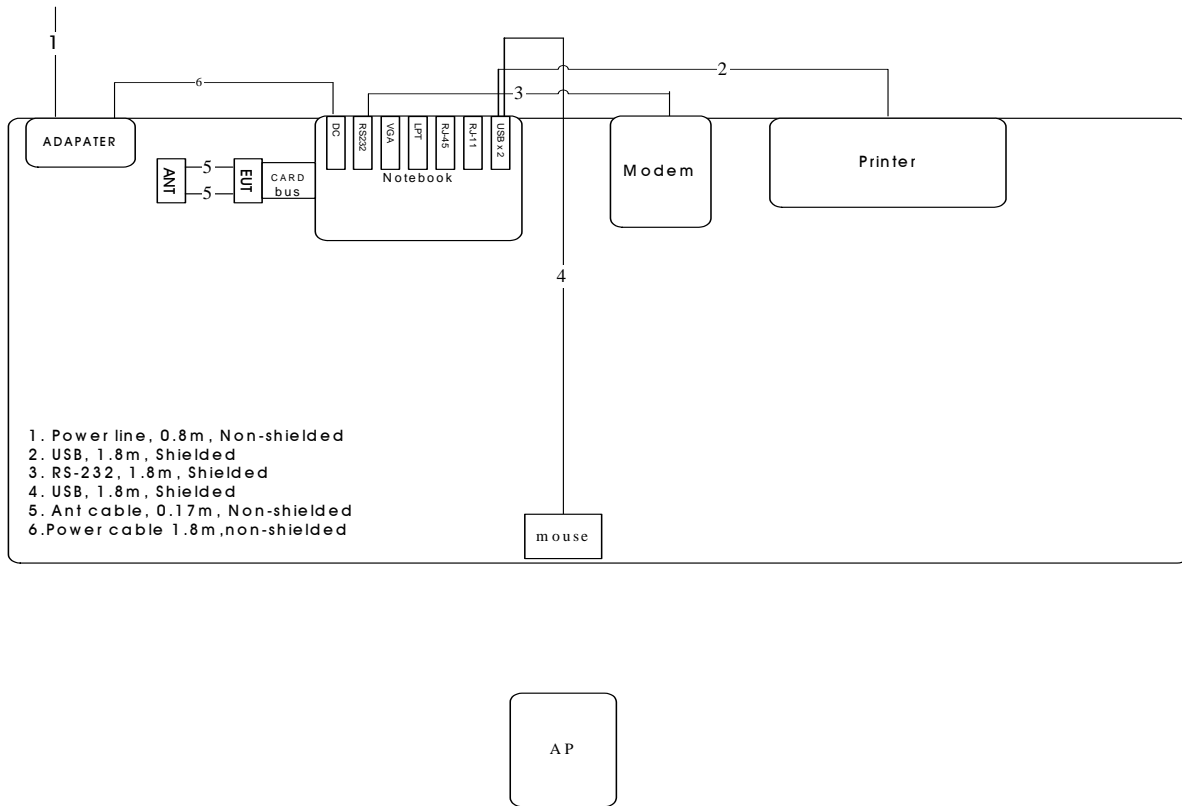 1
2
6
3
ADAPATER
DC
RS232
VGA
LPT
RJ-45
RJ-11
USB x 2
Notebook
Modem
Printer
ANT
5
5
EUT
CARD
bus
4
1. Power line, 0.8m, Non-shielded
2. USB, 1.8m, Shielded
3. RS-232, 1.8m, Shielded
4. USB, 1.8m, Shielded
5. Ant cable, 0.17m, Non-shielded
6.Power cable 1.8m,non-shielded
mouse
AP